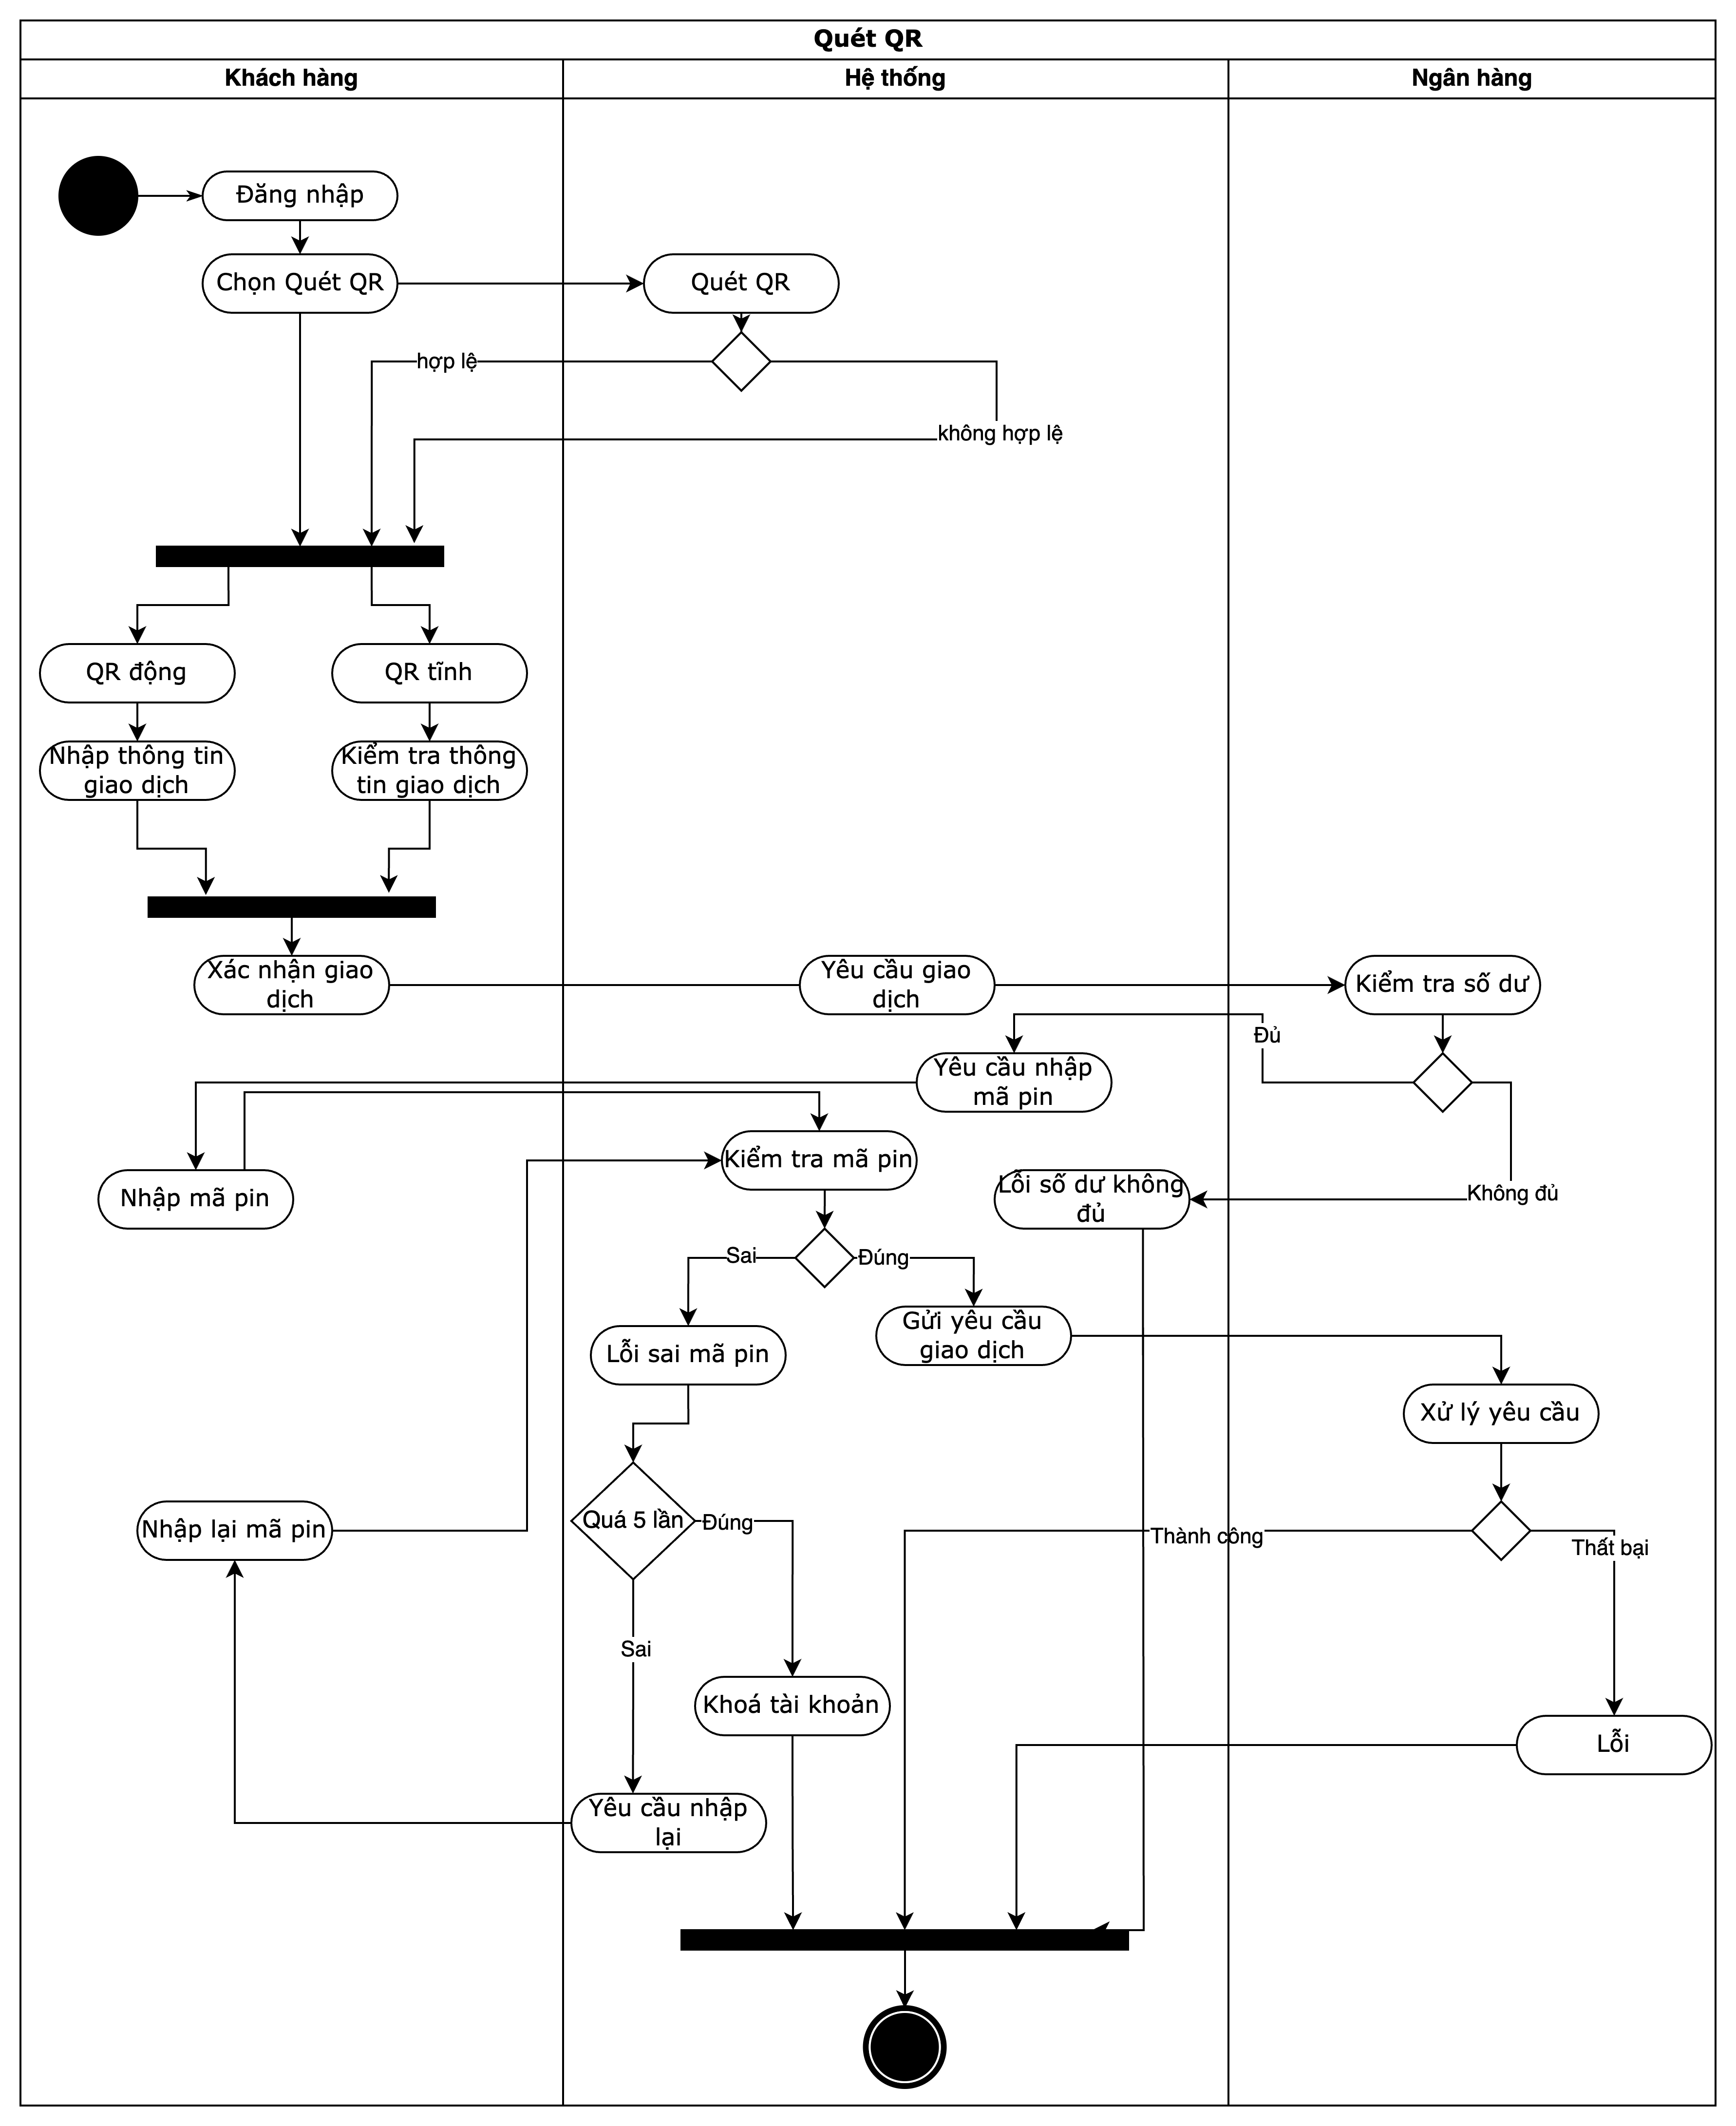 Quét QR
Khách hàng
Hệ thống
Ngân hàng
Đăng nhập
Chọn Quét QR
Quét QR
hợp lệ
không hợp lệ
QR động
QR tĩnh
Nhập thông tin
giao dịch
Kiểm tra thông
tin giao dịch
Xác nhận giao
dịch
Yêu cầu giao
dịch
Kiểm tra số dư
Đủ
Yêu cầu nhập
mã pin
Kiểm tra mã pin
Nhập mã pin
Lỗi số dư không
đủ
Không đủ
Sai
Đúng
Gửi yêu cầu
giao dịch
Lỗi sai mã pin
Xử lý yêu cầu
Nhập lại mã pin
Quá 5 lần
Đúng
Thành công
Thất bại
Sai
Khoá tài khoản
Lỗi
Yêu cầu nhập
lại